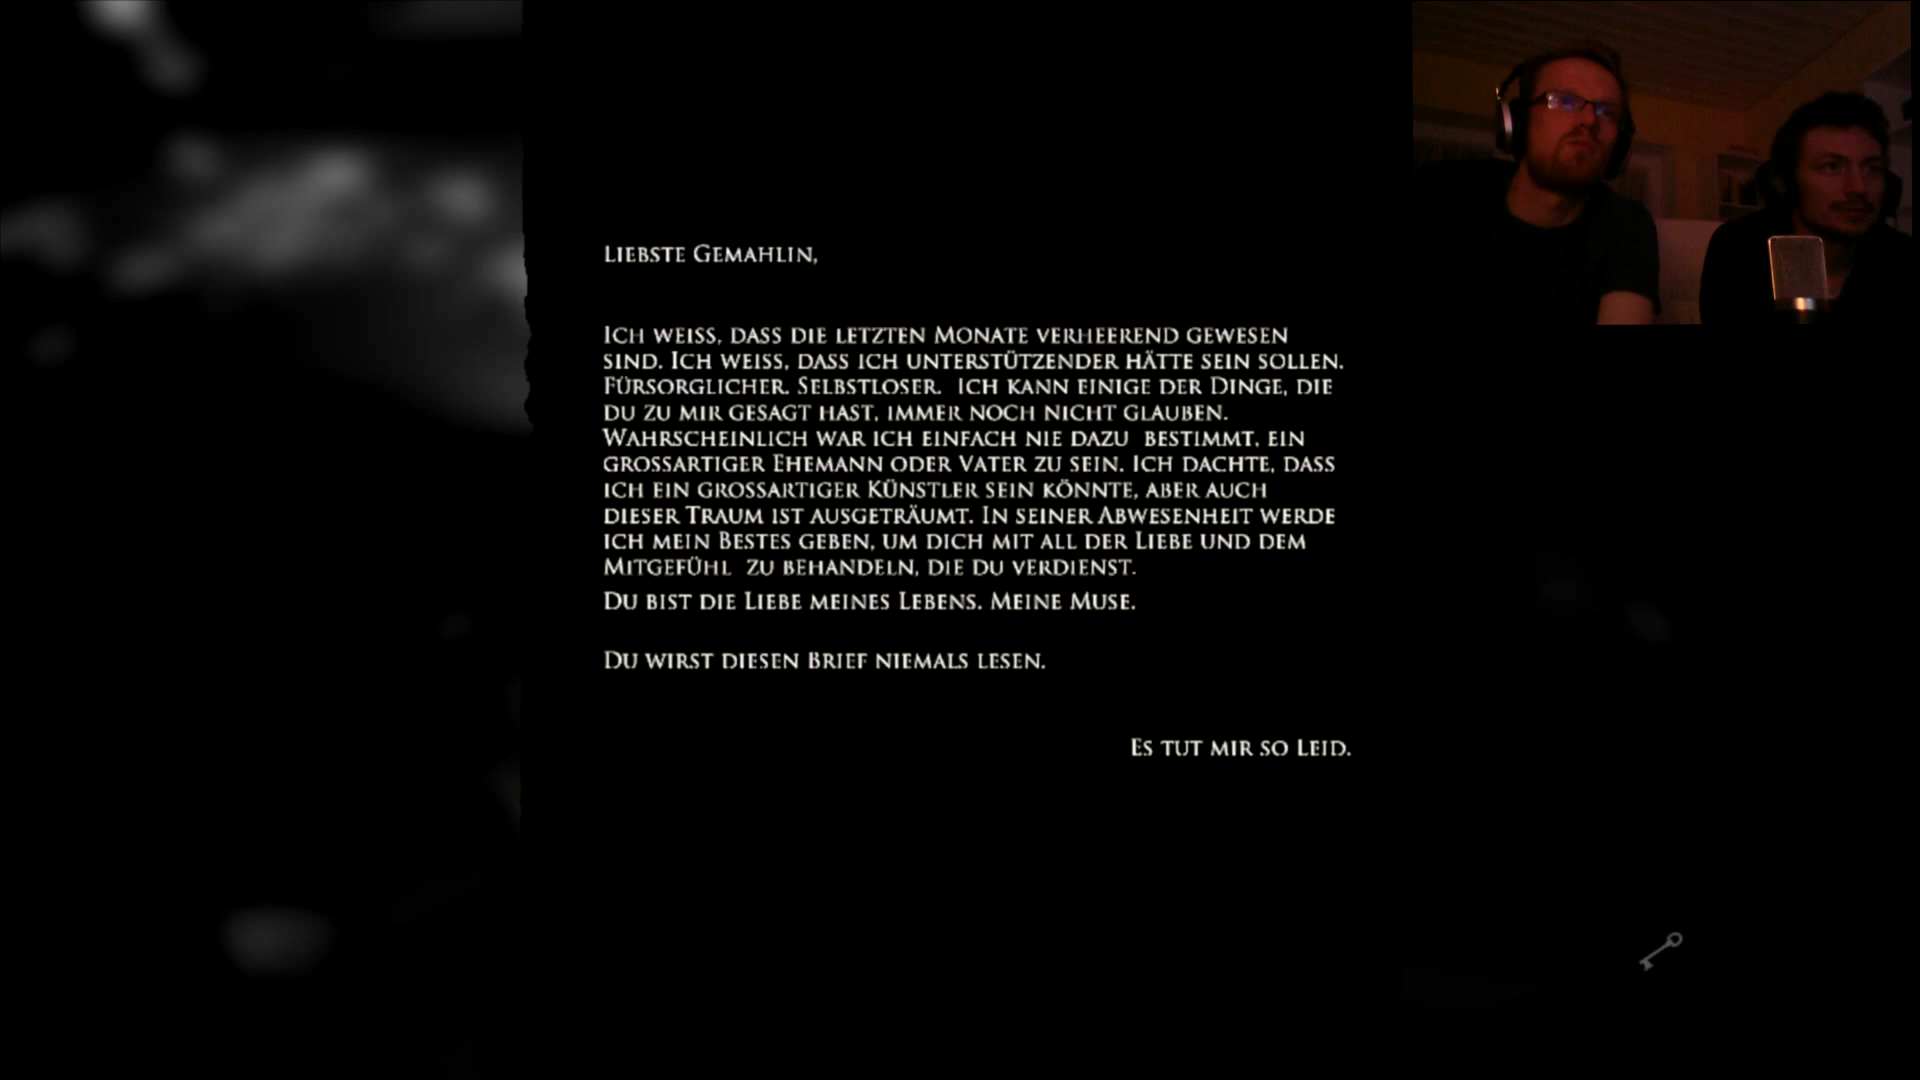 Liebste Gemahlin,
Ich weiss, dass die letzten Monate verheerend gewesen
sind. Ich weiss, dass ich unterstützender hätte sein sollen.
Fürsorglicher. Selbstloser. Ich kann einige der Dinge, die
du zu mir gesagt hast, immer noch nicht glauben.
Wahrscheinlich war ich einfach nie dazu bestimmt, ein
grossartiger Ehemann oder Vater zu sein. Ich dachte, dass
ich ein grossartiger Künstler sein könnte, aber auch
dieser Traum ist ausgeträumt. In seiner Abwesenheit werde
ich mein Bestes geben, um dich mit all der Liebe und dem
Mitgefühl zu behandeln, die du verdienst.
Du bist die Liebe meines Lebens. Meine Muse.
Du wirst diesen Brief niemals lesen.
Es tut mir so Leid.